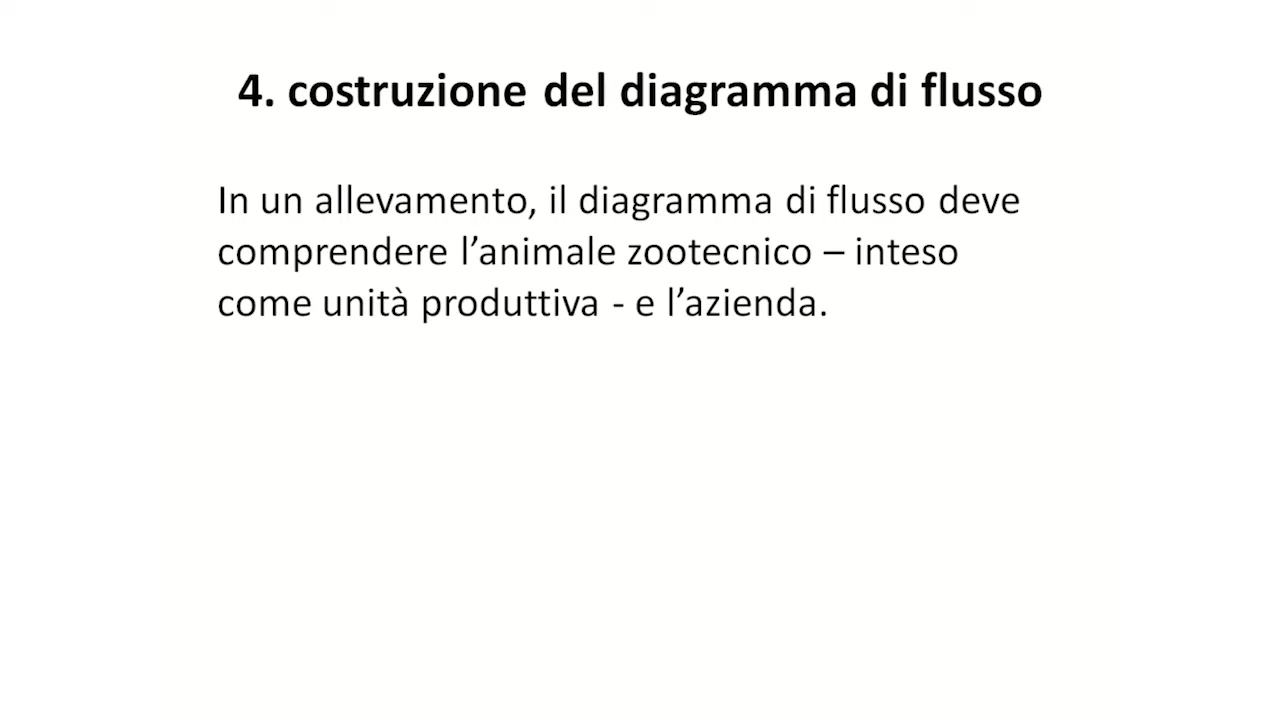 4. costruzione del diagramma di flusso
In un allevamento, il diagramma di flusso deve
comprendere l’animale zootecnico – inteso
come unità produttiva - e l’azienda.